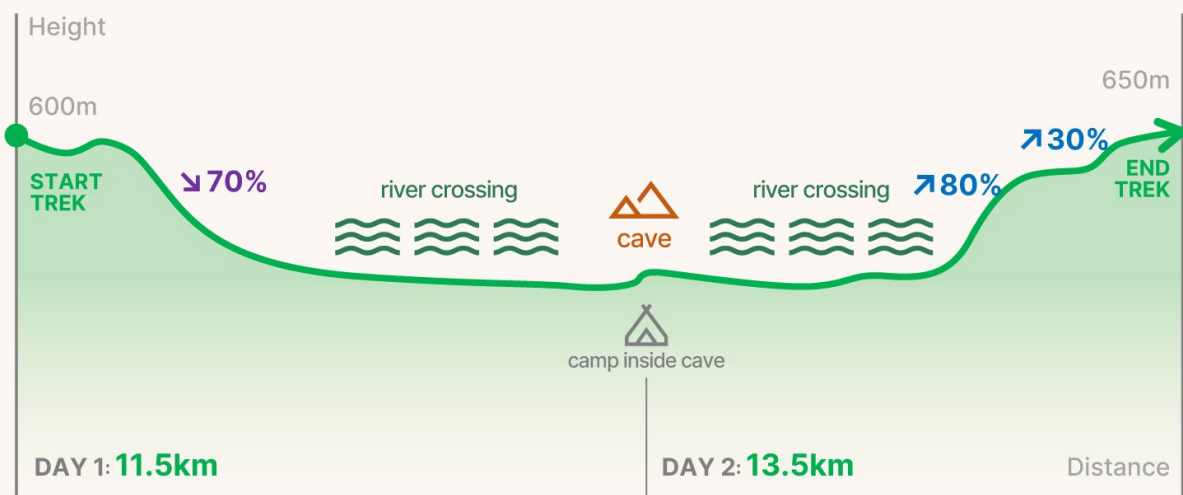 Height
600m
650m
START
TREK
↘70%
river crossing
cave
river crossing
↗80%
↗30%
END
TREK
camp inside cave
DAY 1: 11.5km
DAY 2: 13.5km
Distance